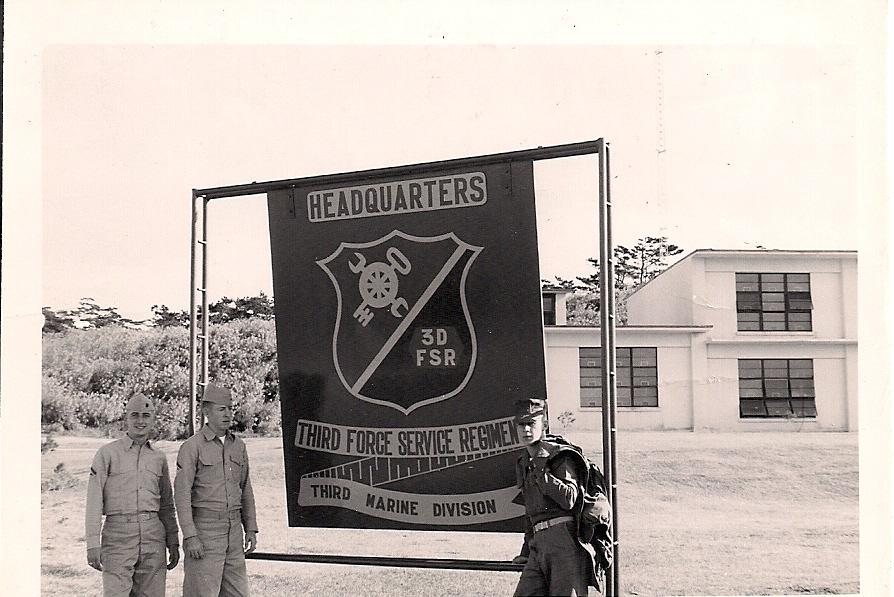 HEADQUARTERS
3D
FSR
THIRD FORCE SERVICE REGIMEN
THIRD MARINE DIVISION